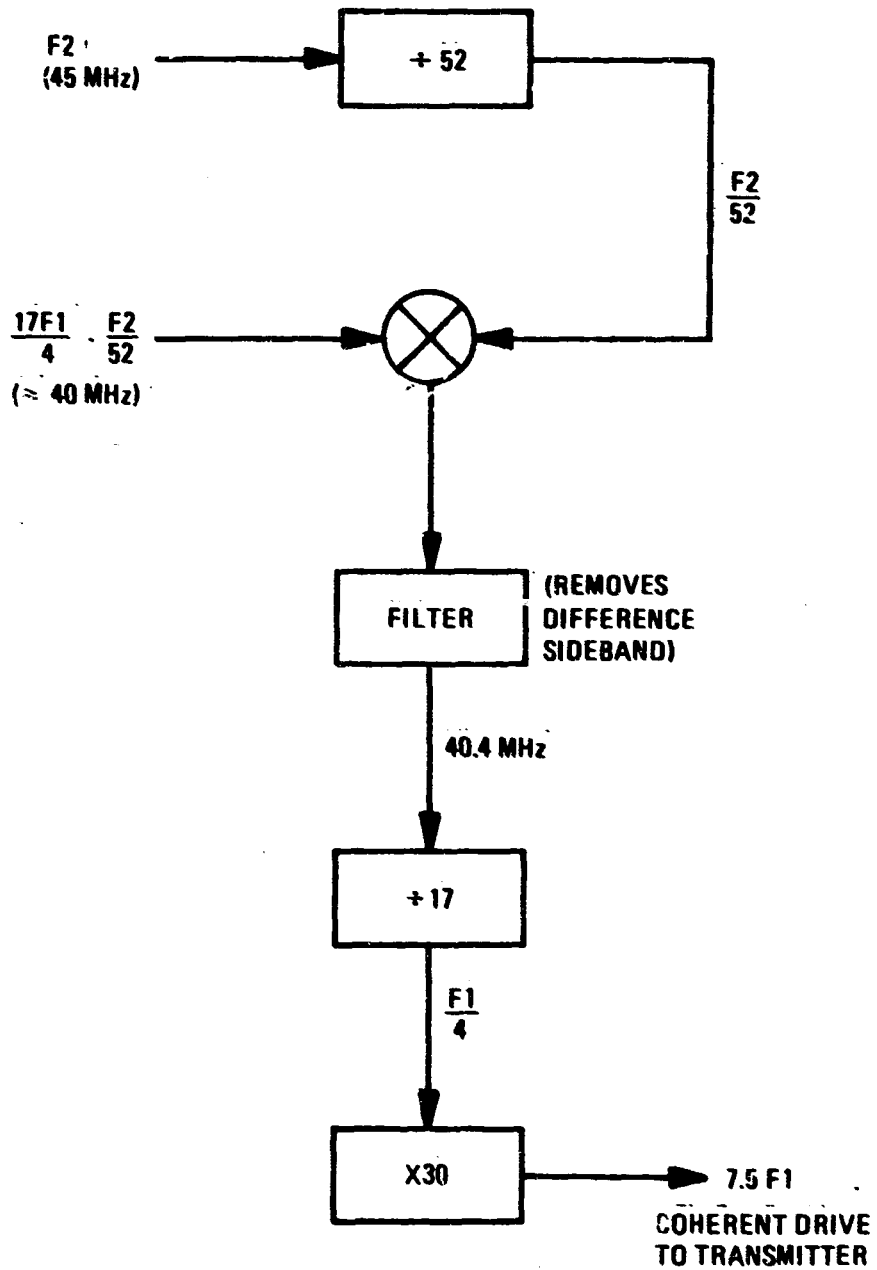 F2
(45 MHz)
÷ 52
F2
52
17F1
4
-
F2
52
(≈ 40 MHz)
FILTER
(REMOVES
DIFFERENCE
SIDEBAND)
40.4 MHz
÷ 17
F1
4
X30
7.5 F1
COHERENT DRIVE
TO TRANSMITTER